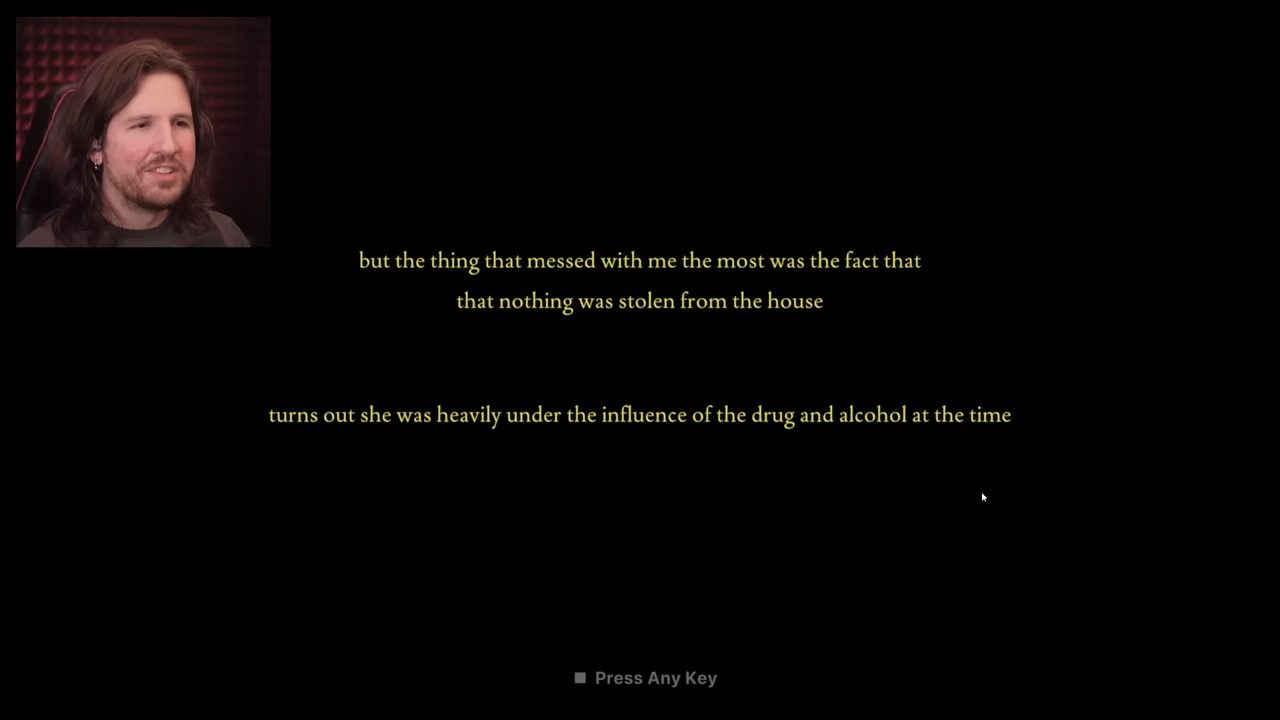 but the thing that messed with me the most was the fact that
that nothing was stolen from the house
turns out she was heavily under the influence of the drug and alcohol at the time
Press Any Key